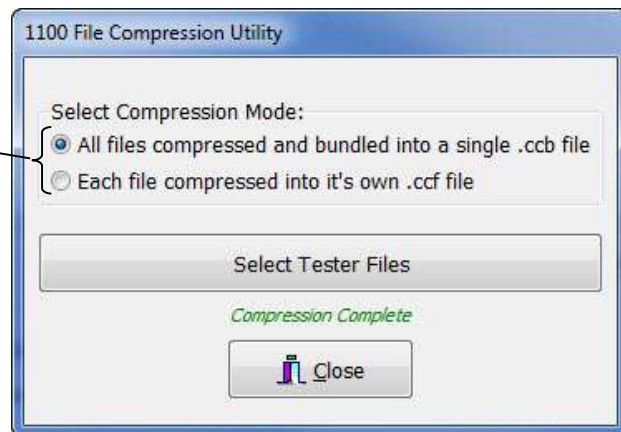 1100 File Compression Utility
Select Compression Mode:
All files compressed and bundled into a single .ccb file
Each file compressed into it's own .ccf file
Select Tester Files
Compression Complete
Close